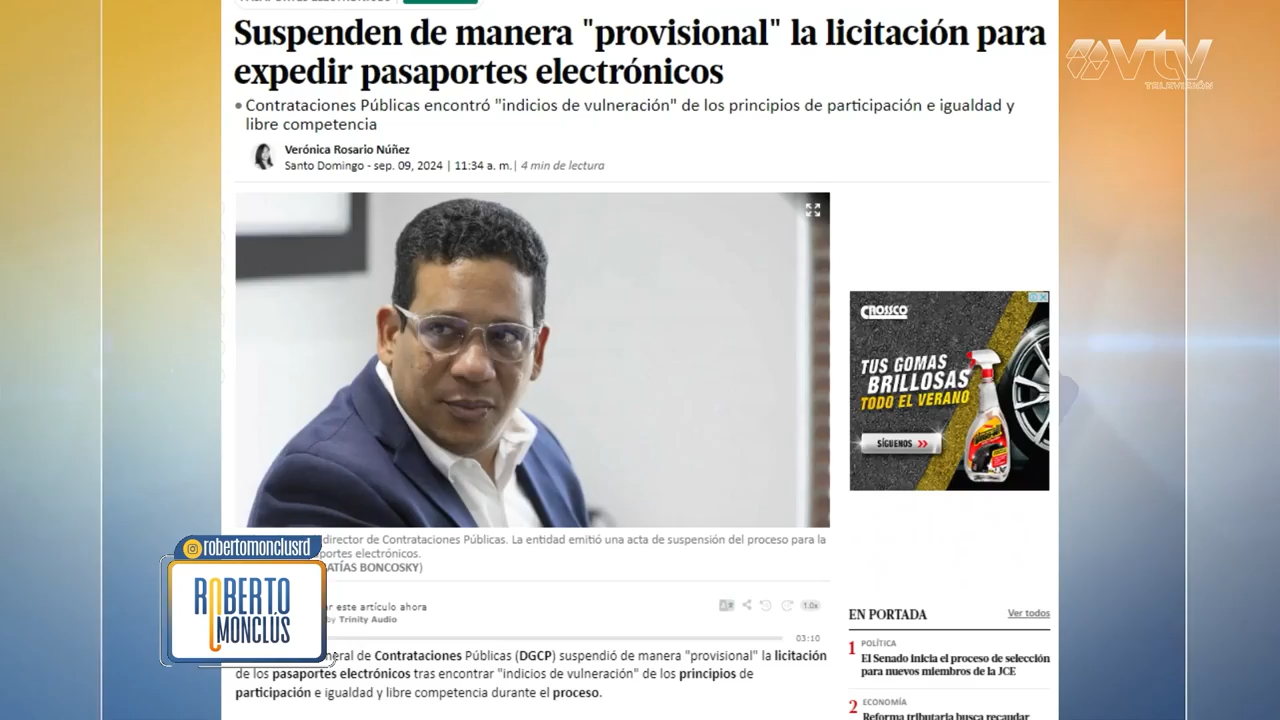 Suspenden de manera "provisional" la licitación para
expedir pasaportes electrónicos
Contrataciones Públicas encontró "indicios de vulneración" de los principios de participación e igualdad y
libre competencia
Verónica Rosario Núñez
Santo Domingo - sep. 09, 2024 | 11:34 a. m. | 4 min de lectura
vtv
TELEVISIÓN
CROSSCO
TUS GOMAS
BRILLOSAS
TODO EL VERANO
SÍGUENOS
director de Contrataciones Públicas. La entidad emitió una acta de suspensión del proceso para la
portes electrónicos.
ATÍAS BONCOSKY)
robertomonclusrd
ROBERTO
MONCLÚS
ar este artículo ahora
by Trinity Audio
1.0x
03:10
neral de Contrataciones Públicas (DGCP) suspendió de manera "provisional" la licitación
de los pasaportes electrónicos tras encontrar "indicios de vulneración" de los principios de
participación e igualdad y libre competencia durante el proceso.
EN PORTADA
Ver todos
1 POLÍTICA
El Senado inicia el proceso de selección
para nuevos miembros de la JCE
2 ECONOMÍA
Reforma tributaria busca recaudar